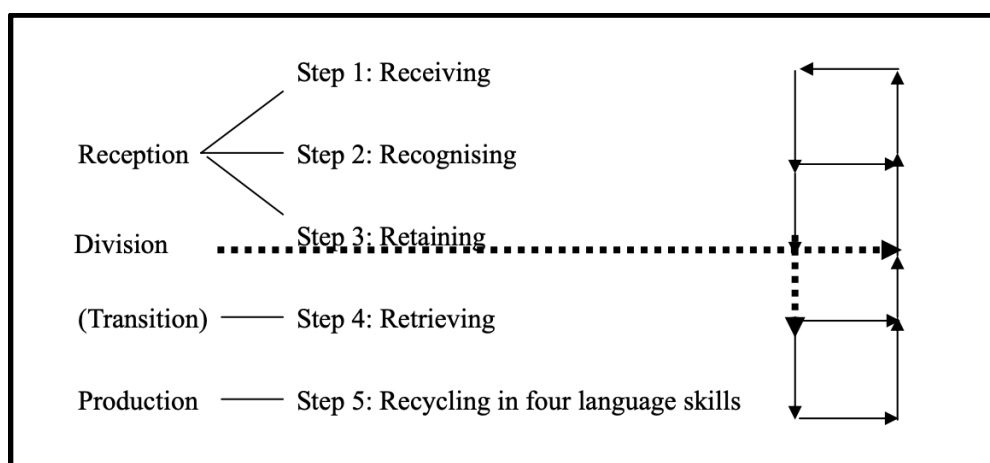 Step 1: Receiving
Reception Step 2: Recognising
Step 3: Retaining
Division
(Transition) Step 4: Retrieving
Production Step 5: Recycling in four language skills